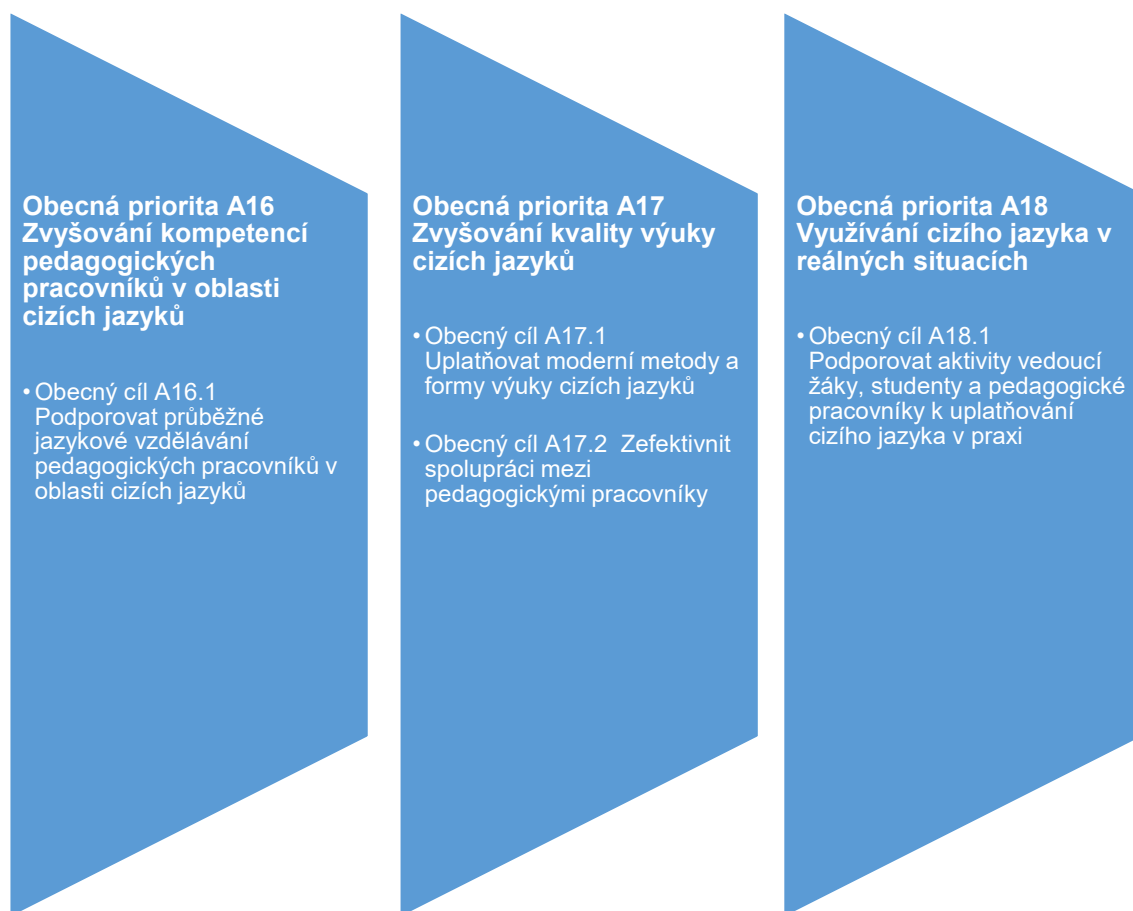 Obecná priorita A16
Zvyšování kompetencí
pedagogických
pracovníků v oblasti
cizích jazyků
• Obecný cíl A16.1
Podporovat průběžné
jazykové vzdělávání
pedagogických pracovníků v
oblasti cizích jazyků
Obecná priorita A17
Zvyšování kvality výuky
cizích jazyků
• Obecný cíl A17.1
Uplatňovat moderní metody a
formy výuky cizích jazyků
• Obecný cíl A17.2  Zefektivnit
spolupráci mezi
pedagogickými pracovníky
Obecná priorita A18
Využívání cizího jazyka v
reálných situacích
• Obecný cíl A18.1
Podporovat aktivity vedoucí
žáky, studenty a pedagogické
pracovníky k uplatňování
cizího jazyka v praxi